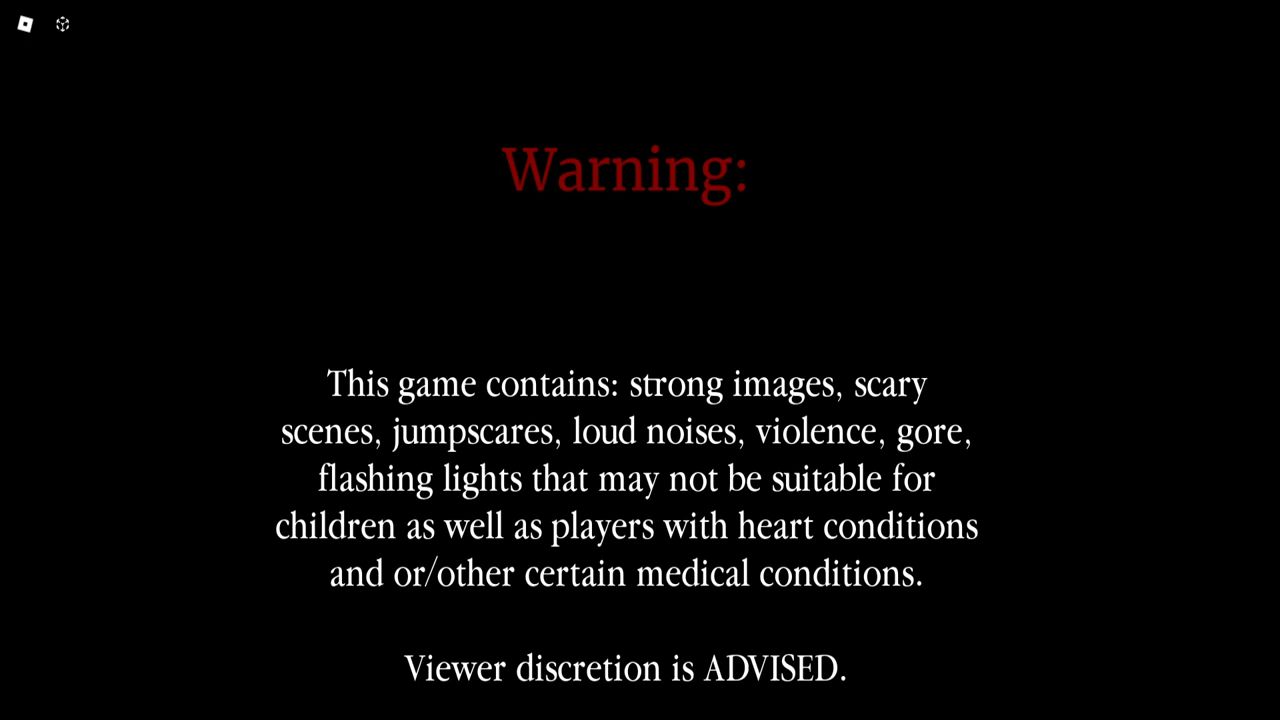 Warning:
This game contains: strong images, scary
scenes, jumpscares, loud noises, violence, gore,
flashing lights that may not be suitable for
children as well as players with heart conditions
and or/other certain medical conditions.
Viewer discretion is ADVISED.